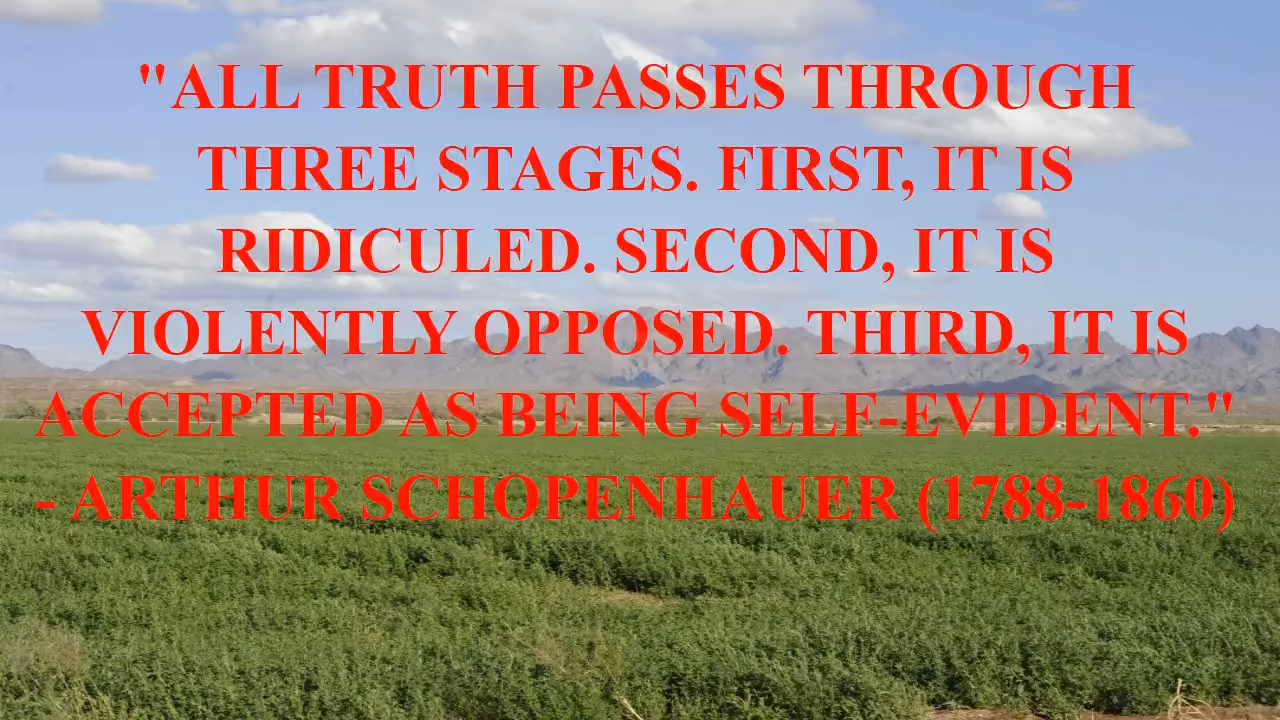 "ALL TRUTH PASSES THROUGH
THREE STAGES. FIRST, IT IS
RIDICULED. SECOND, IT IS
VIOLENTLY OPPOSED. THIRD, IT IS
ACCEPTED AS BEING SELF-EVIDENT."
- ARTHUR SCHOPENHAUER (1788-1860)